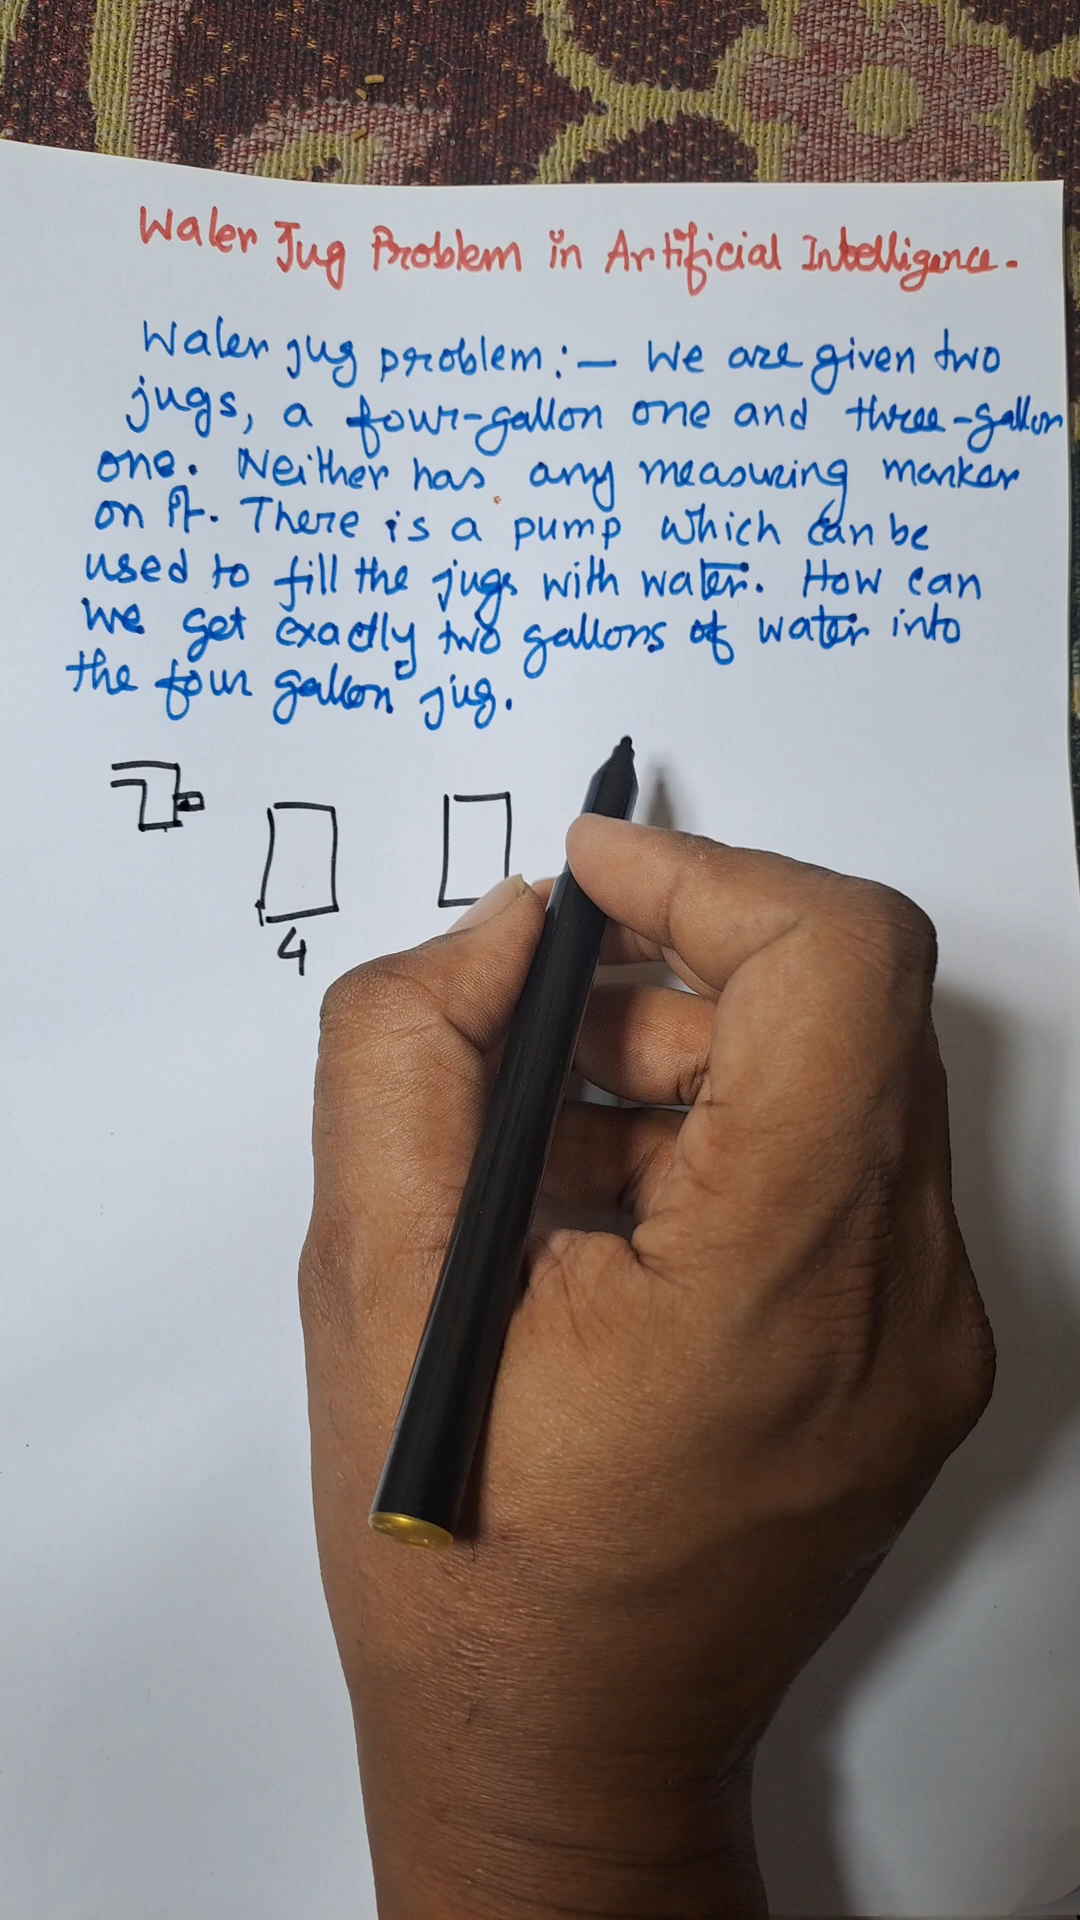 Water Jug Problem in Artificial Intelligence.
Water jug problem:— We are given two
jugs, a four-gallon one and three-gallon
one. Neither has any measuring marker
on it. There is a pump which can be
used to fill the jugs with water. How can
we get exactly two gallons of water into
the four gallon jug.
4